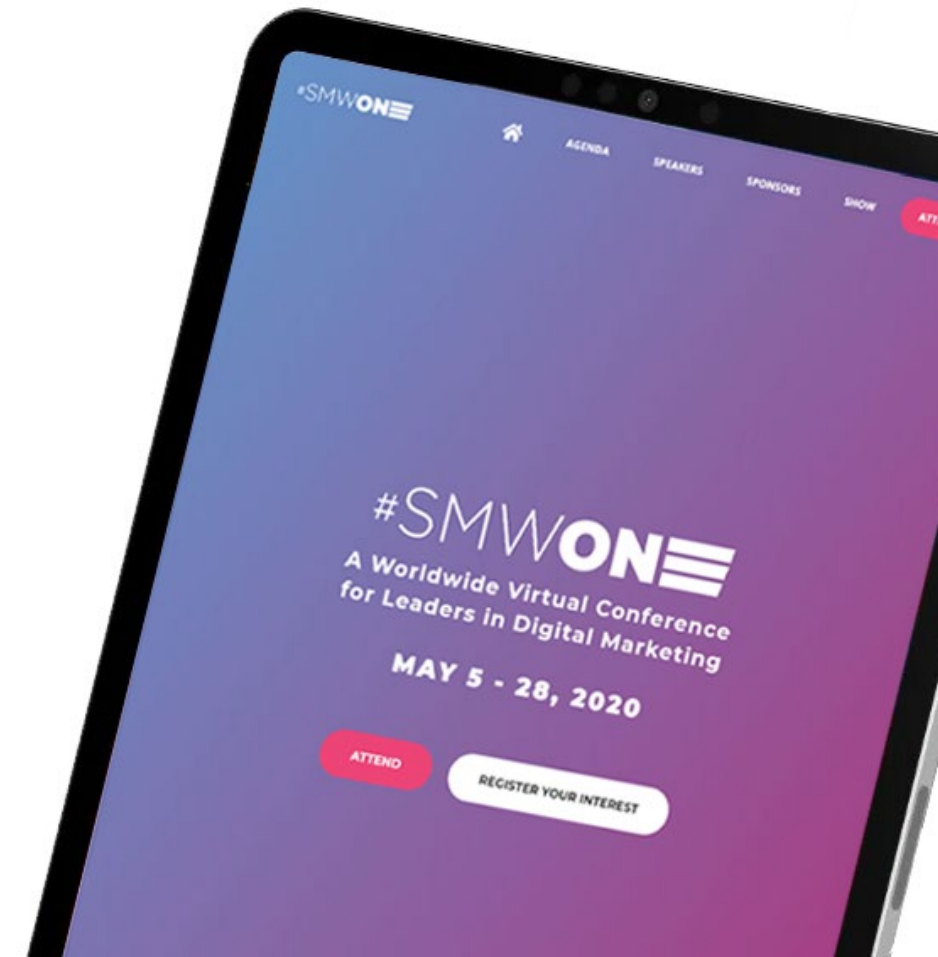 #SMWONE
AGENDA
SPEAKERS
SPONSORS
SHOW
#SMWONE
A Worldwide Virtual Conference
for Leaders in Digital Marketing
MAY 5 - 28, 2020
ATTEND
REGISTER YOUR INTEREST